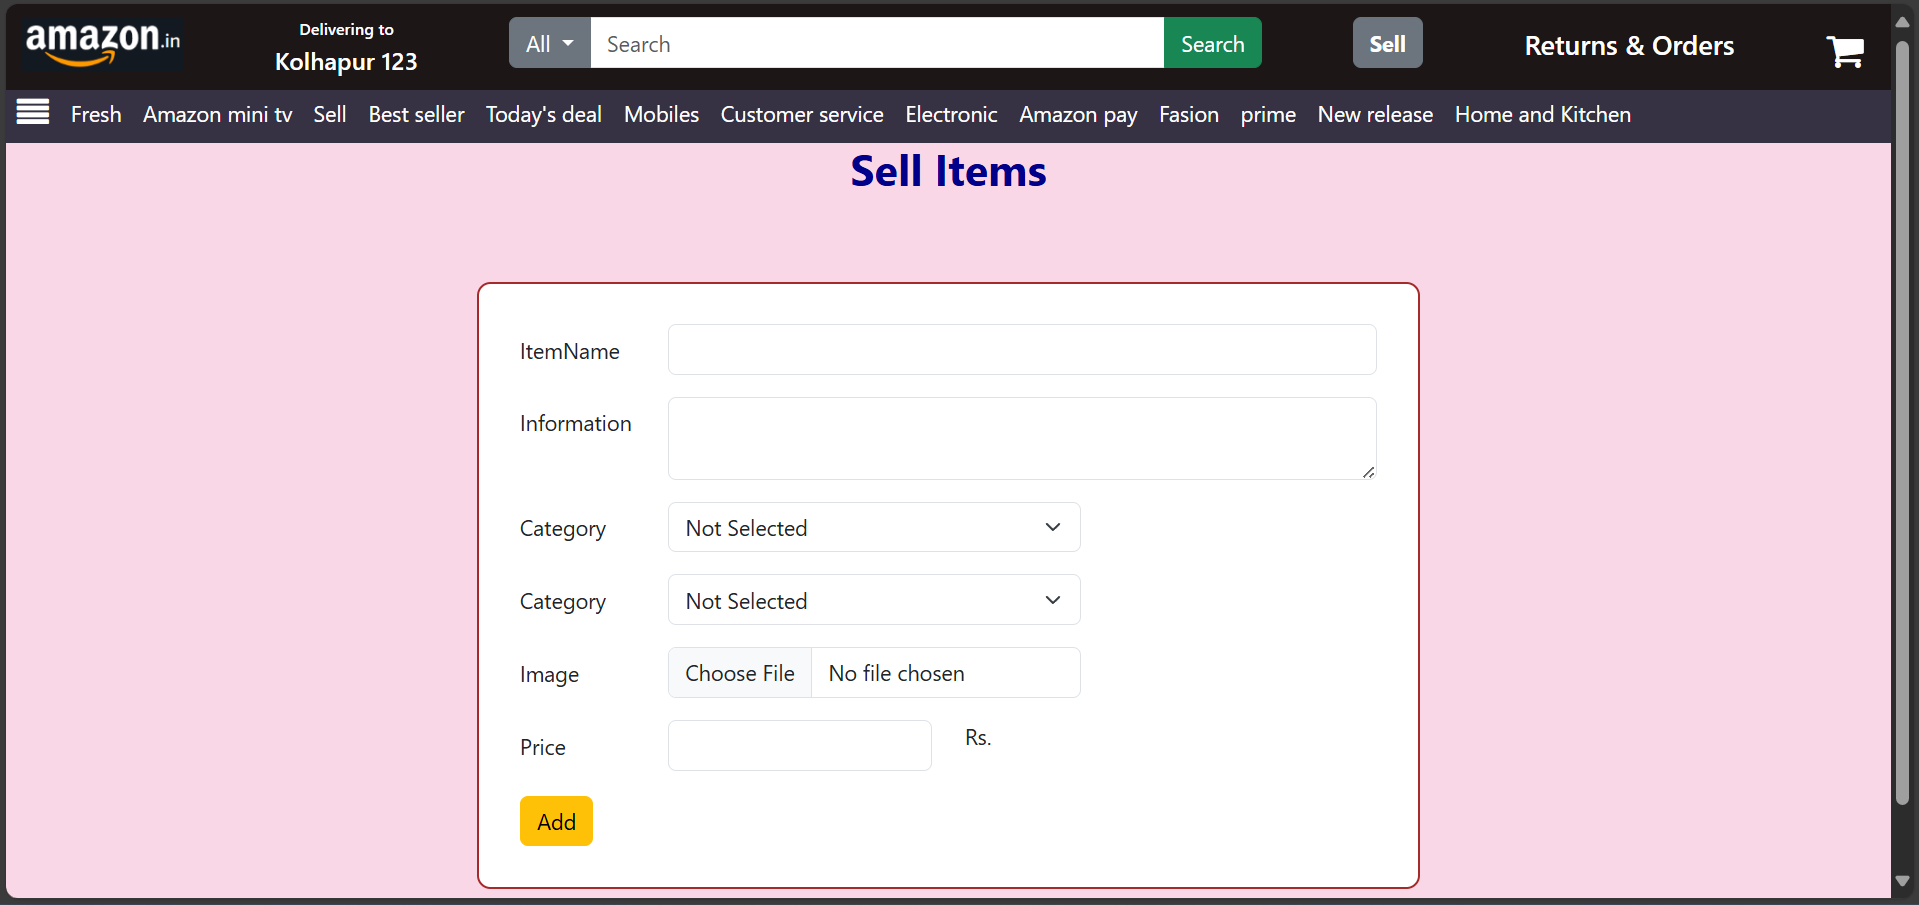 amazon.in
Delivering to
Kolhapur 123
All
Search
Search
Sell
Returns & Orders
Fresh Amazon mini tv Sell Best seller Today's deal Mobiles Customer service Electronic Amazon pay Fasion prime New release Home and Kitchen
Sell Items
ItemName
Information
Category Not Selected
Category Not Selected
Image Choose File No file chosen
Price Rs.
Add